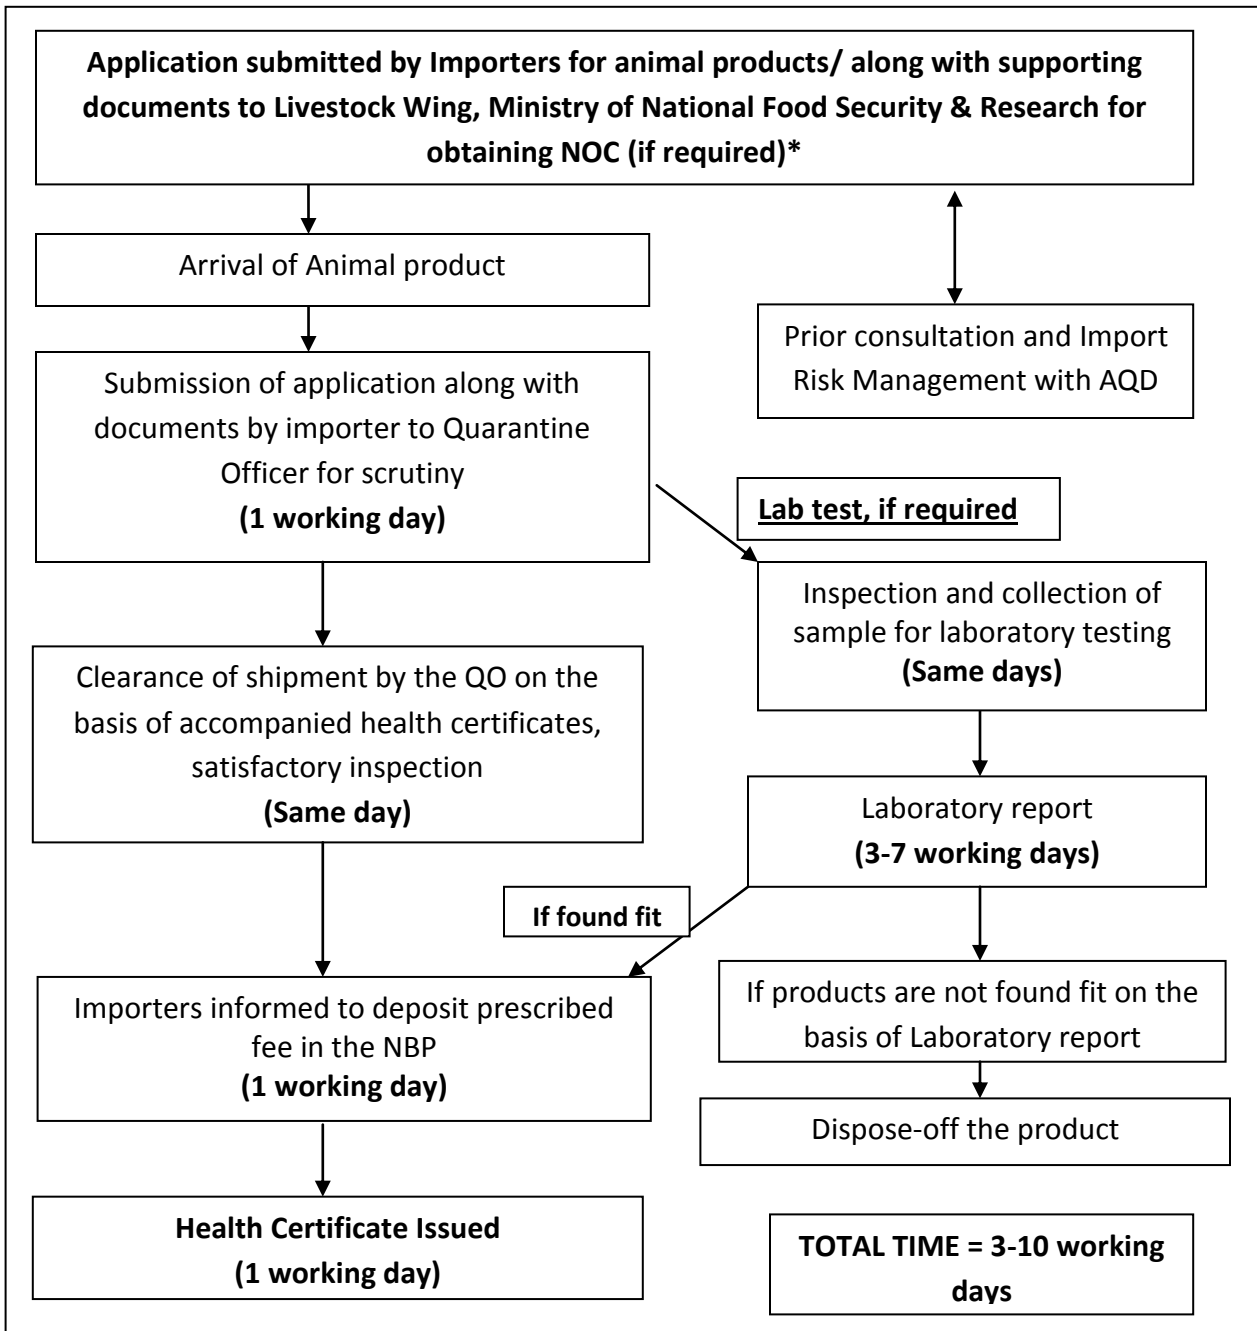 Application submitted by Importers for animal products/ along with supporting
documents to Livestock Wing, Ministry of National Food Security & Research for
obtaining NOC (if required)*
Arrival of Animal product
Prior consultation and Import
Risk Management with AQD
Submission of application along with
documents by importer to Quarantine
Officer for scrutiny
(1 working day)
Lab test, if required
Inspection and collection of
sample for laboratory testing
(Same days)
Clearance of shipment by the QO on the
basis of accompanied health certificates,
satisfactory inspection
(Same day)
Laboratory report
(3-7 working days)
If found fit
Importers informed to deposit prescribed
fee in the NBP
(1 working day)
If products are not found fit on the
basis of Laboratory report
Dispose-off the product
Health Certificate Issued
(1 working day)
TOTAL TIME = 3-10 working
days